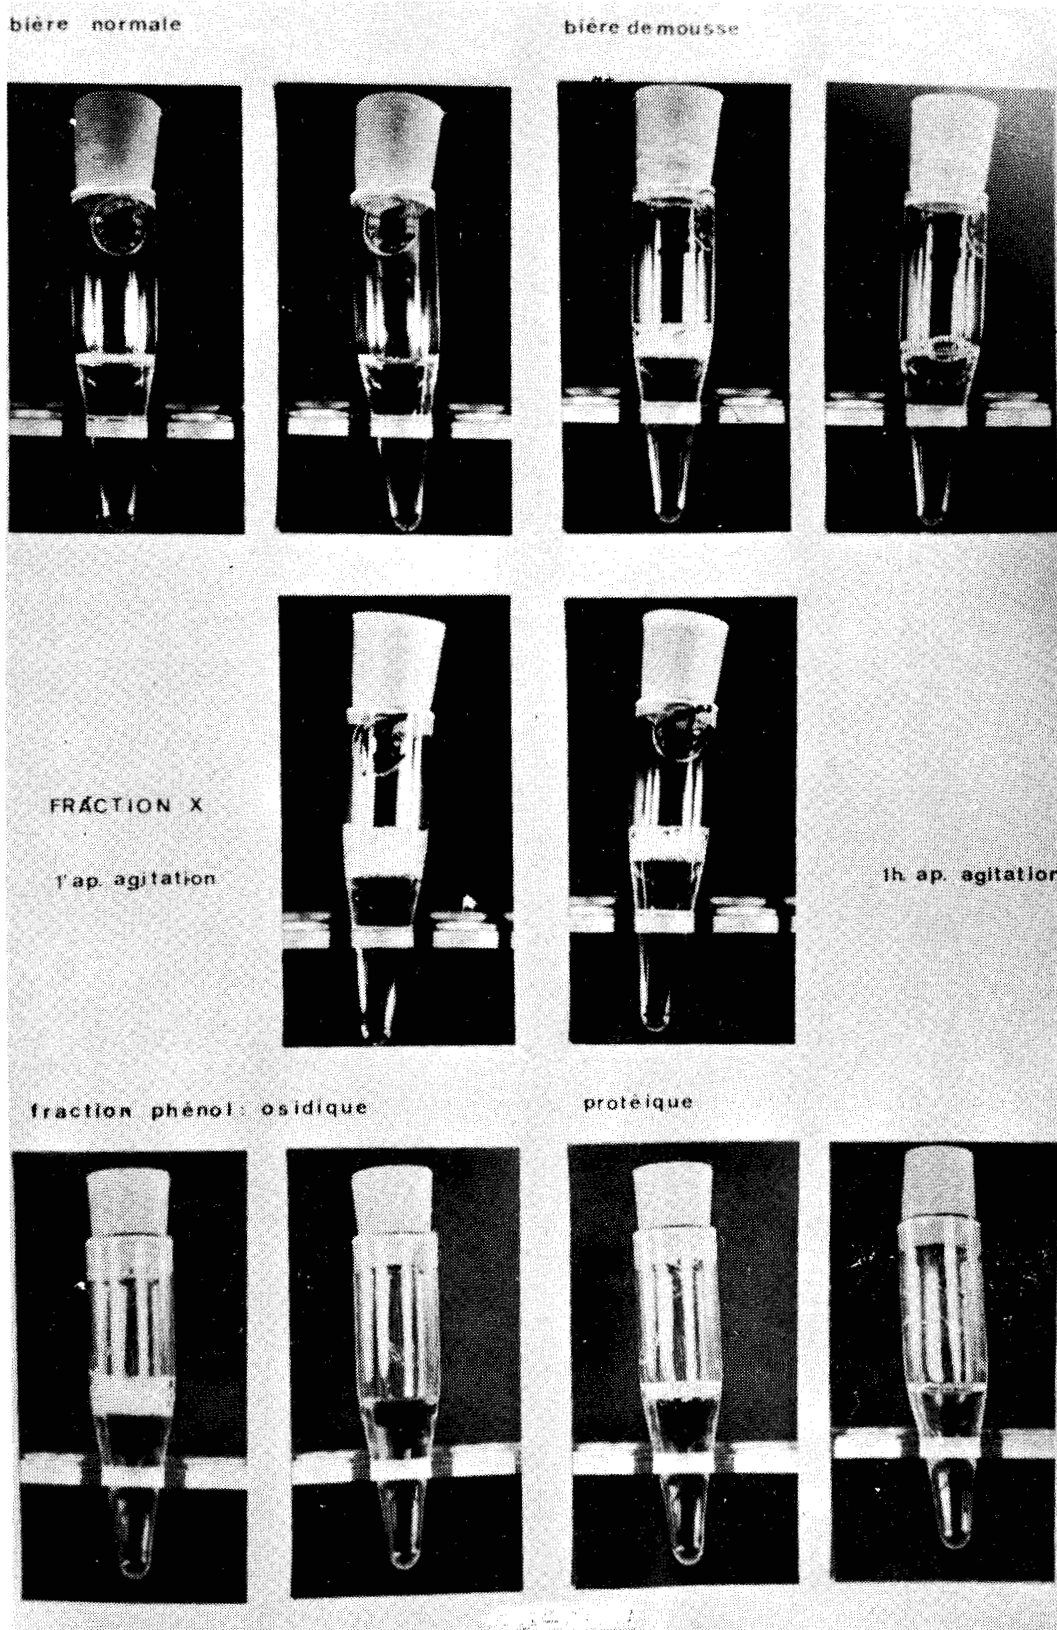 bière normale
bière de mousse
FRACTION X
1' ap. agitation
1h. ap. agitation
fraction phénol: osidique
protéique